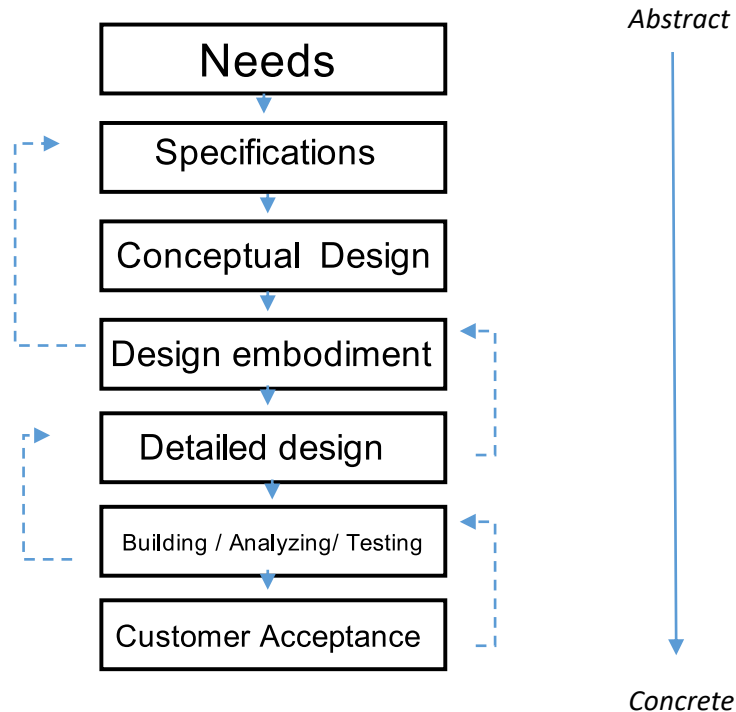 Abstract
Needs
Specifications
Conceptual Design
Design embodiment
Detailed design
Building / Analyzing/ Testing
Customer Acceptance
Concrete